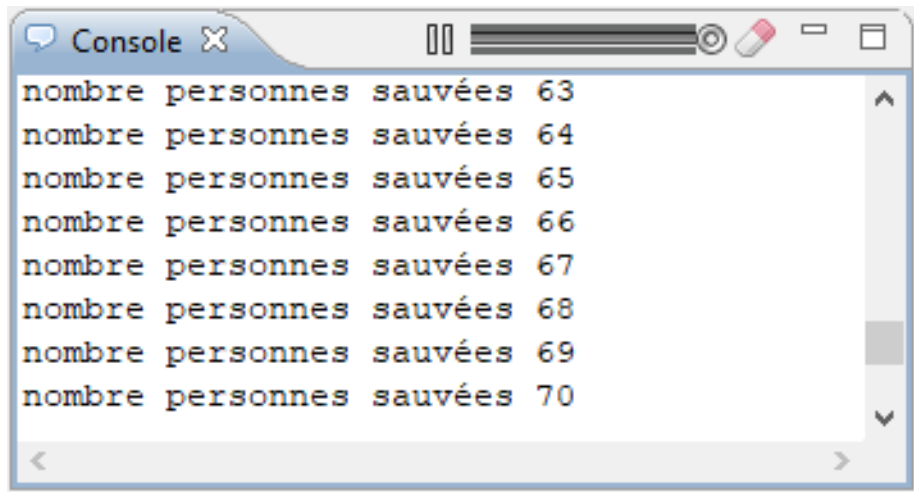 Console
nombre personnes sauvées 63
nombre personnes sauvées 64
nombre personnes sauvées 65
nombre personnes sauvées 66
nombre personnes sauvées 67
nombre personnes sauvées 68
nombre personnes sauvées 69
nombre personnes sauvées 70